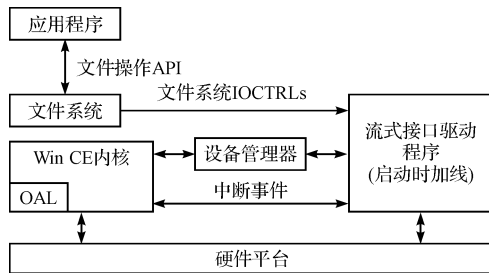 应用程序
文件操作API
文件系统
文件系统IOCTRLs
流式接口驱动
程序
(启动时加线)
Win CE内核
设备管理器
OAL
中断事件
硬件平台